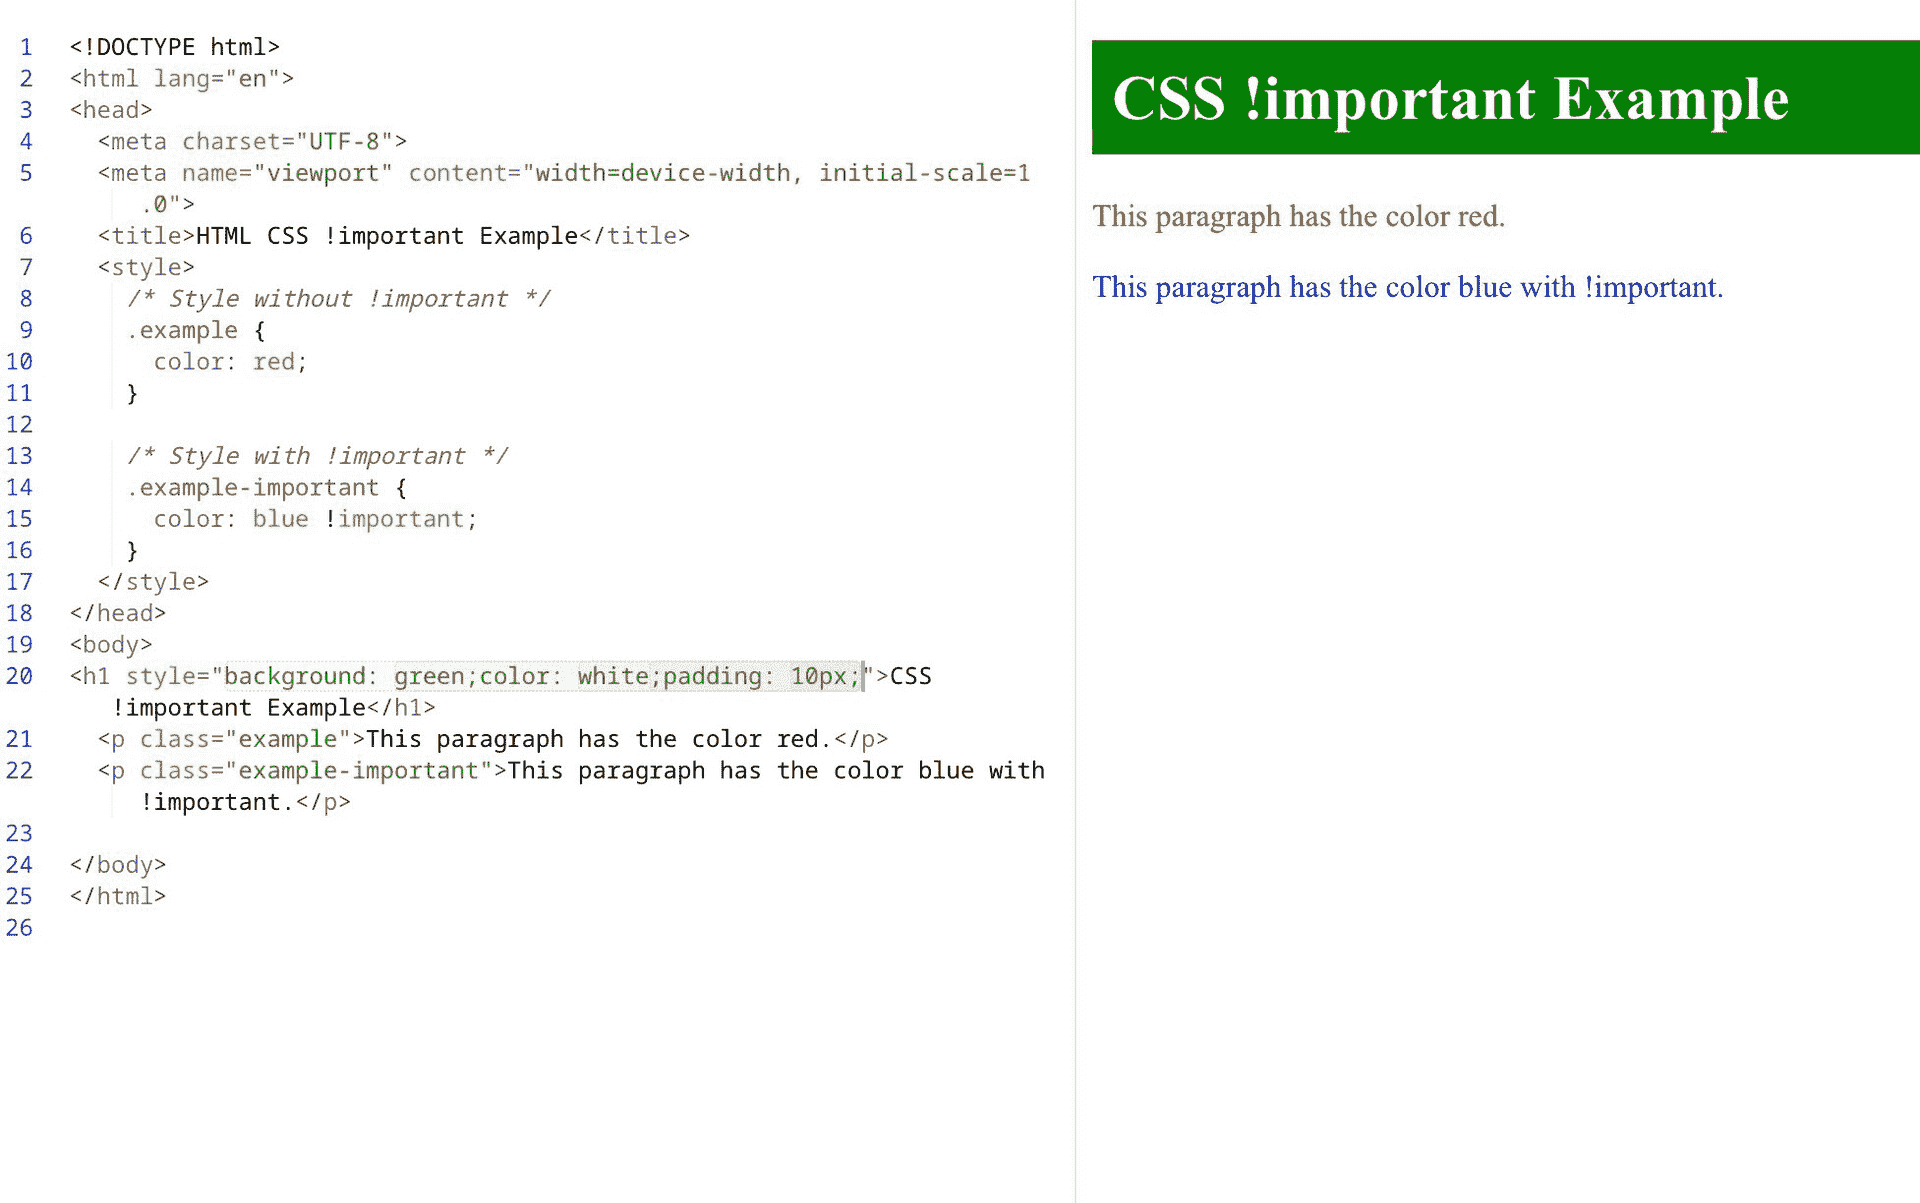 1 <!DOCTYPE html>
2 <html lang="en">
3 <head>
4 <meta charset="UTF-8">
5 <meta name="viewport" content="width=device-width, initial-scale=1
.0">
6 <title>HTML CSS !important Example</title>
7 <style>
8 /* Style without !important */
9 .example {
10 color: red;
11 }
12
13 /* Style with !important */
14 .example-important {
15 color: blue !important;
16 }
17 </style>
18 </head>
19 <body>
20 <h1 style="background: green;color: white;padding: 10px;">CSS
!important Example</h1>
21 <p class="example">This paragraph has the color red.</p>
22 <p class="example-important">This paragraph has the color blue with
!important.</p>
23
24 </body>
25 </html>
26
CSS !important Example
This paragraph has the color red.
This paragraph has the color blue with !important.